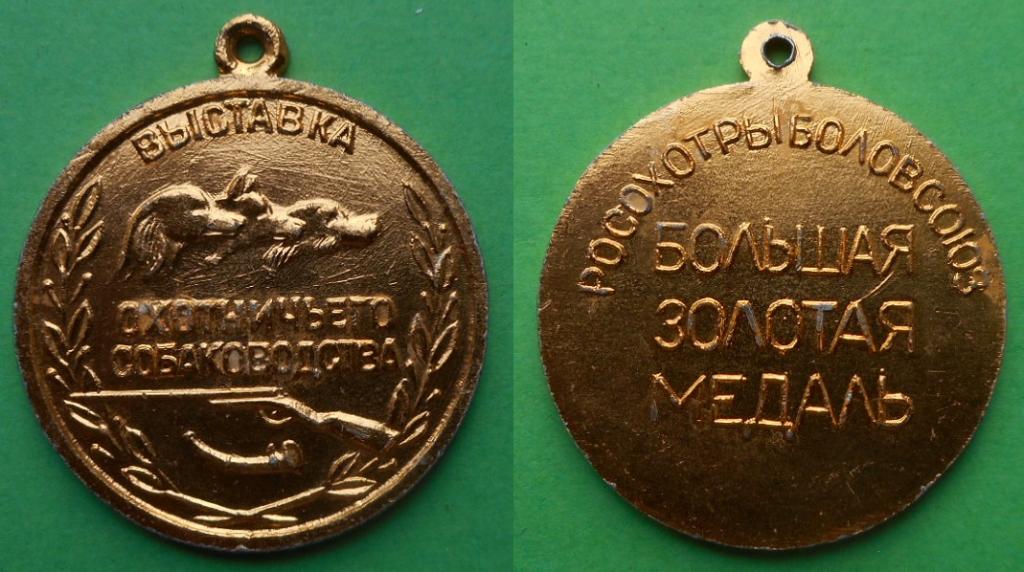 ВЫСТАВКА
ОХОТНИЧЬЕГО
СОБАКОВОДСТВА
РОСОХОТРЫБОЛОВСОЮЗ
БОЛЬШАЯ
ЗОЛОТАЯ
МЕДАЛЬ